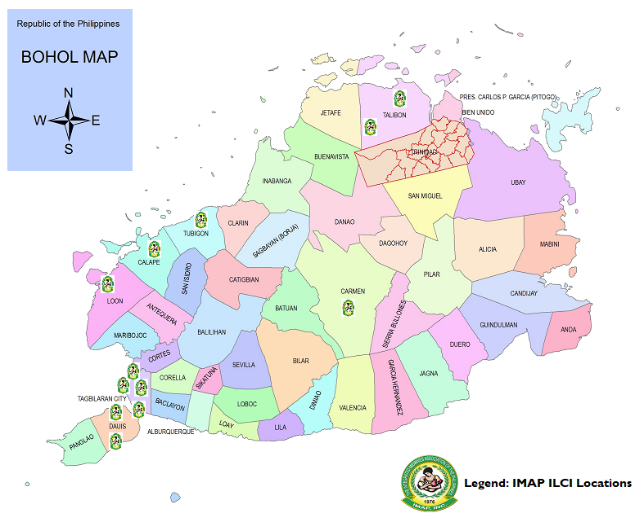 Republic of the Philippines
BOHOL MAP
N
W
E
S
JETAFE
TALIBON
PRES. CARLOS P. GARCIA (PITOGO)
BIEN UNIDO
BUENAVISTA
TRINIDAD
INABANGA
SAN MIGUEL
UBAY
TUBIGON
CLARIN
DANAO
SAGBAYAN (BORJA)
DAGOHOY
ALICIA
MABINI
CALAPE
SAN ISIDRO
CATIGBIAN
CARMEN
PILAR
LOON
ANTEQUERA
BATUAN
SIERRA BULLONES
CANDIJAY
MARIBOJOC
BALILIHAN
GUINDULMAN
ANDA
CORTES
SEVILLA
BILAR
DUERO
CORELLA
SIKATUNA
GARCIA HERNANDEZ
JAGNA
TAGBILARAN CITY
BACLAYON
LOBOC
DIMIAO
VALENCIA
DAUIS
ALBURQUERQUE
LOAY
LILA
PANGLAO
Legend: IMAP ILCI Locations
1974
IMAP, INC